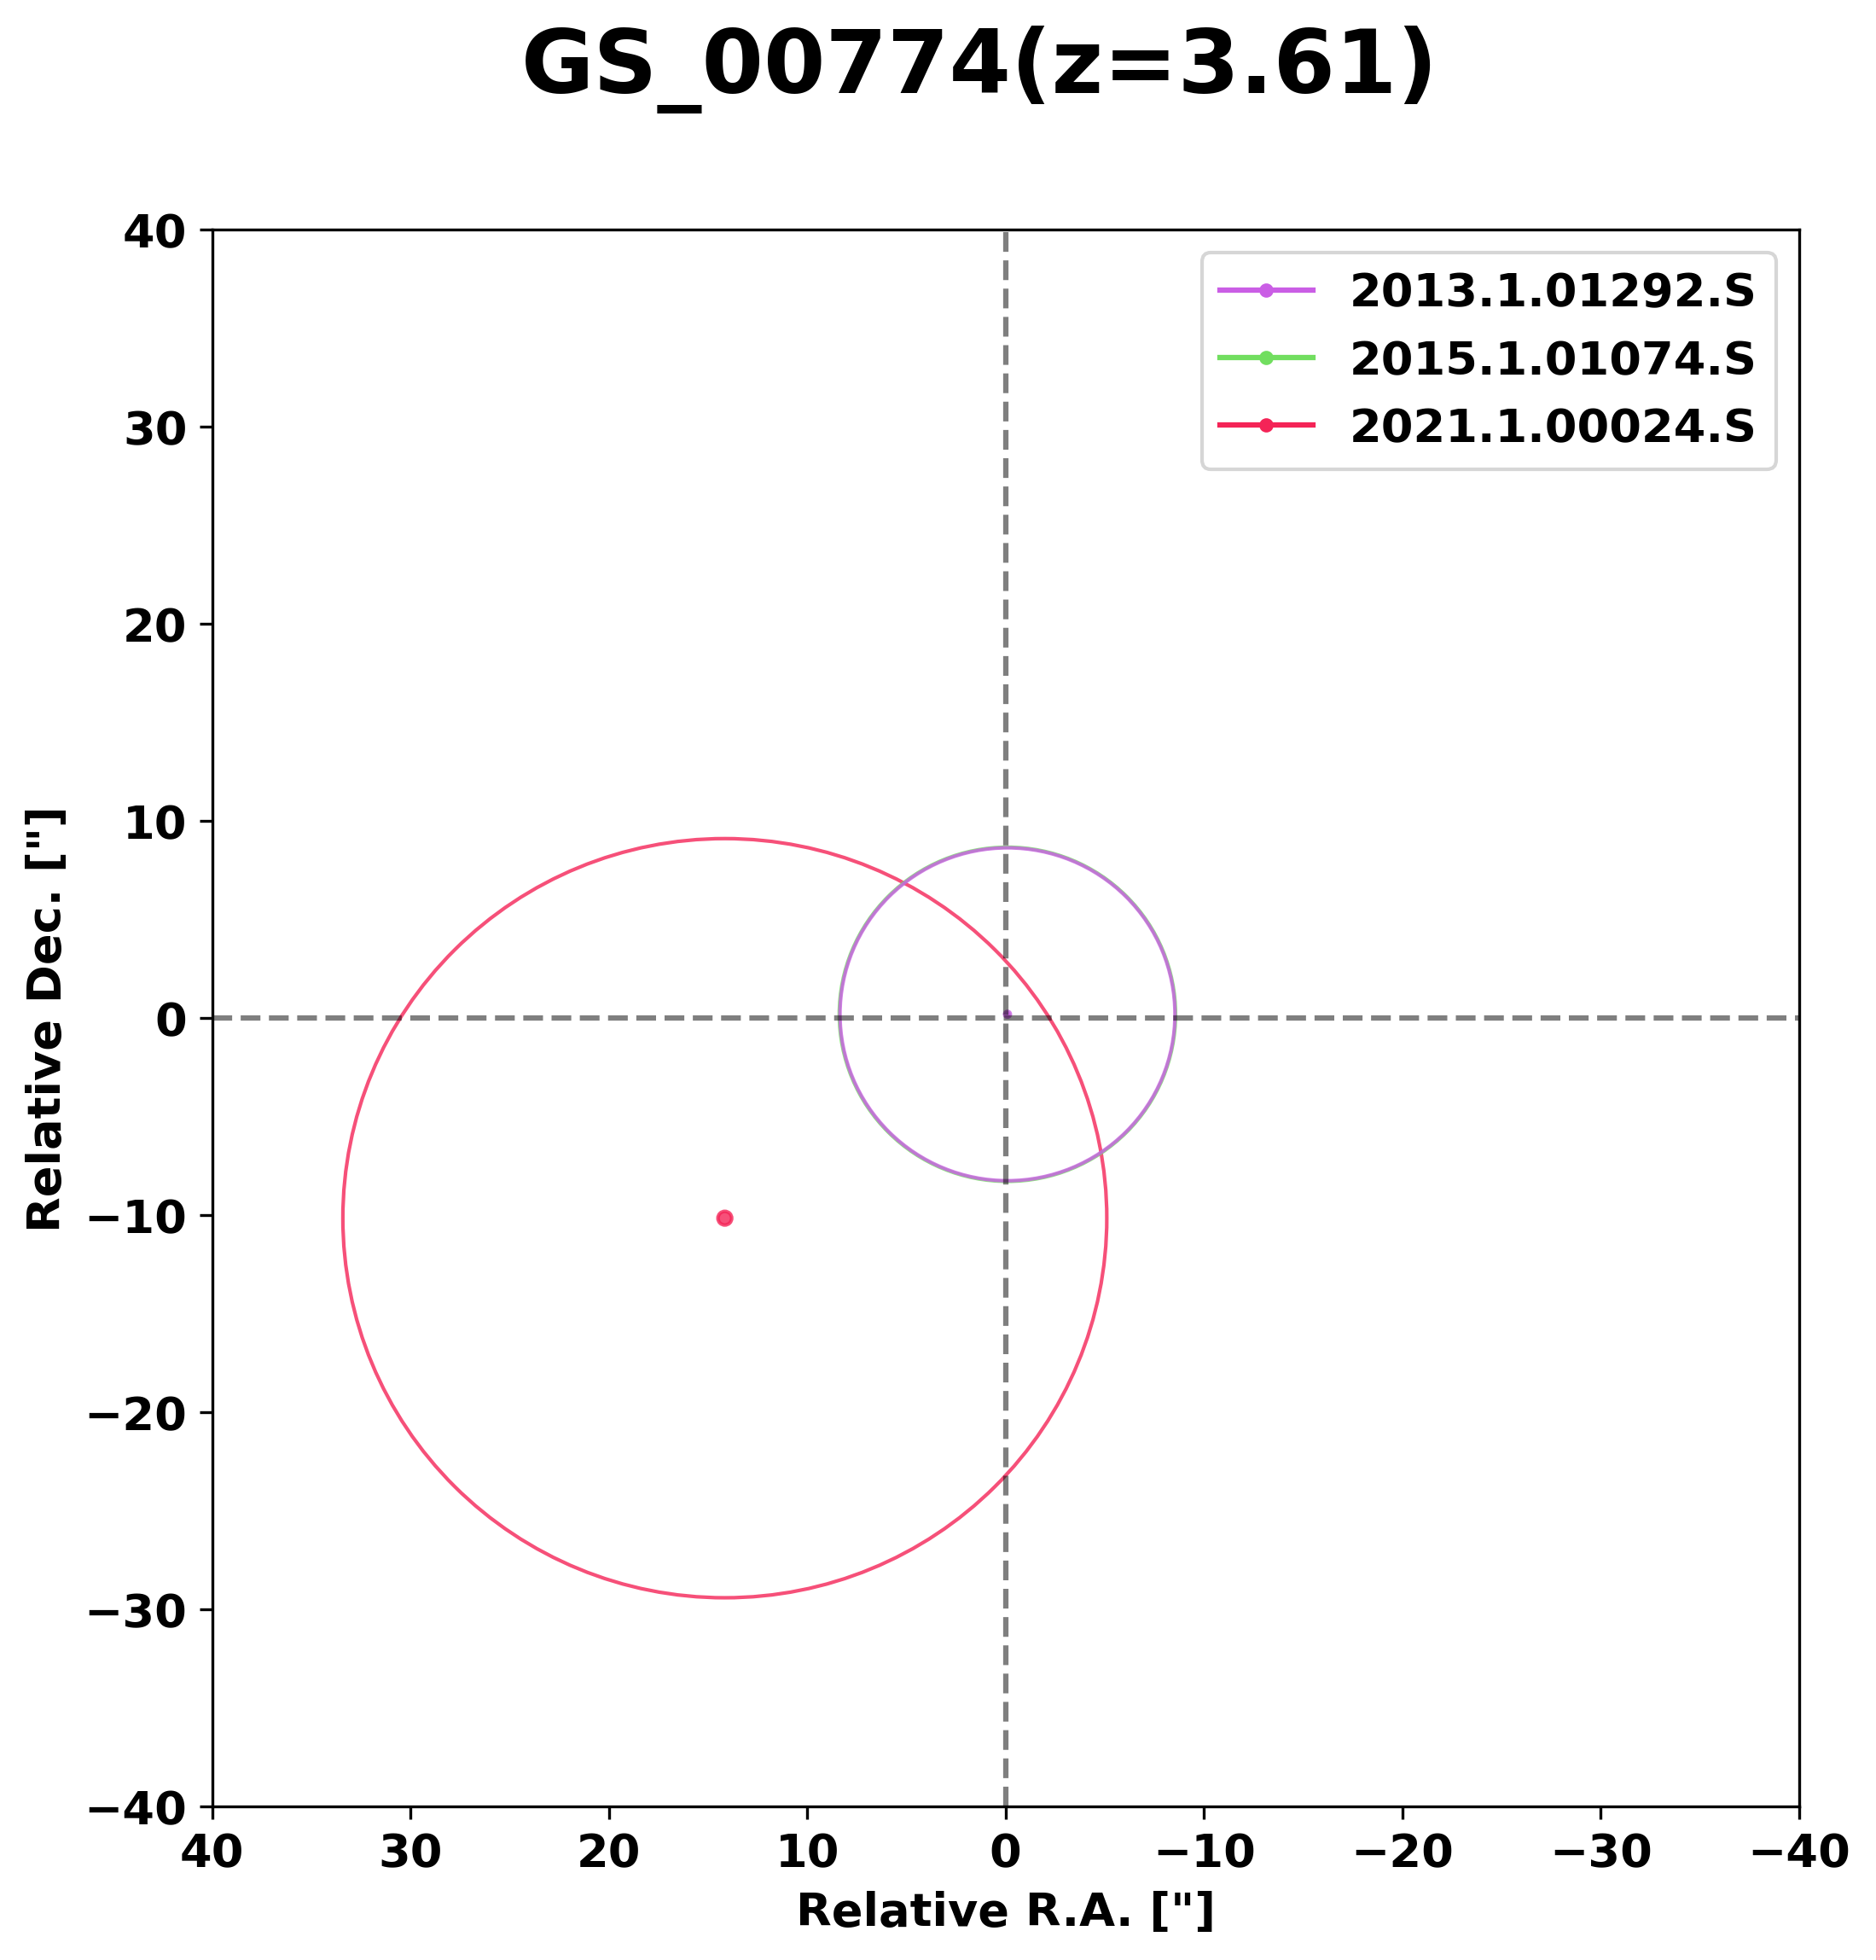 GS_00774(z=3.61)
2013.1.01292.S
2015.1.01074.S
2021.1.00024.S
40
30
20
10
0
−10
−20
−30
−40
Relative Dec. ["]
40 30 20 10 0 −10 −20 −30 −40
Relative R.A. ["]